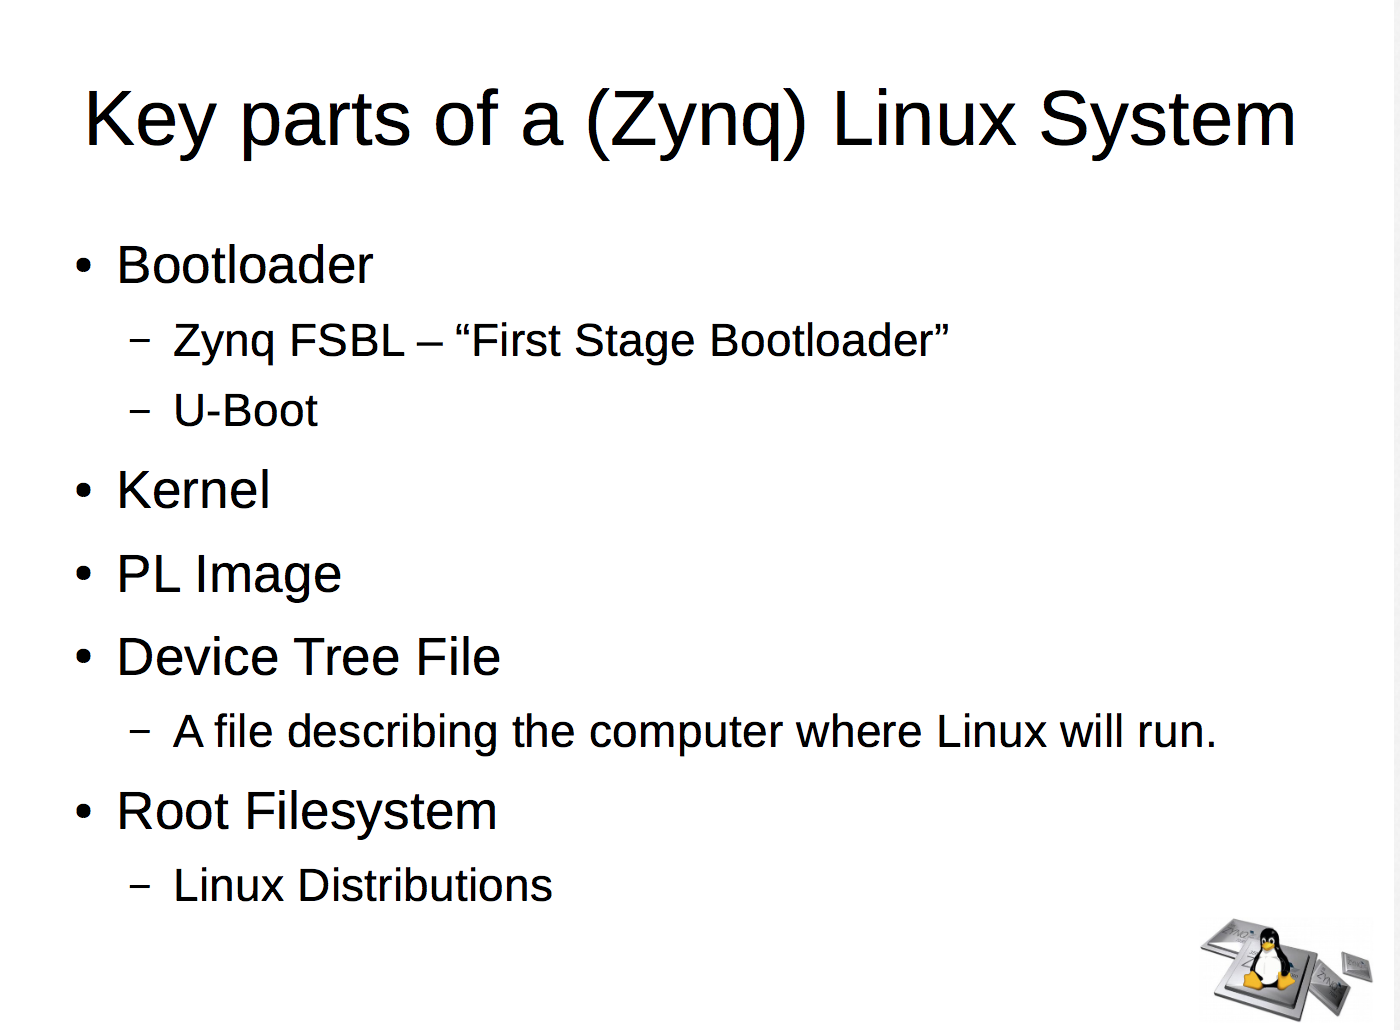 Key parts of a (Zynq) Linux System
● Bootloader
– Zynq FSBL – “First Stage Bootloader”
– U-Boot
● Kernel
● PL Image
● Device Tree File
– A file describing the computer where Linux will run.
● Root Filesystem
– Linux Distributions
ZYNQ